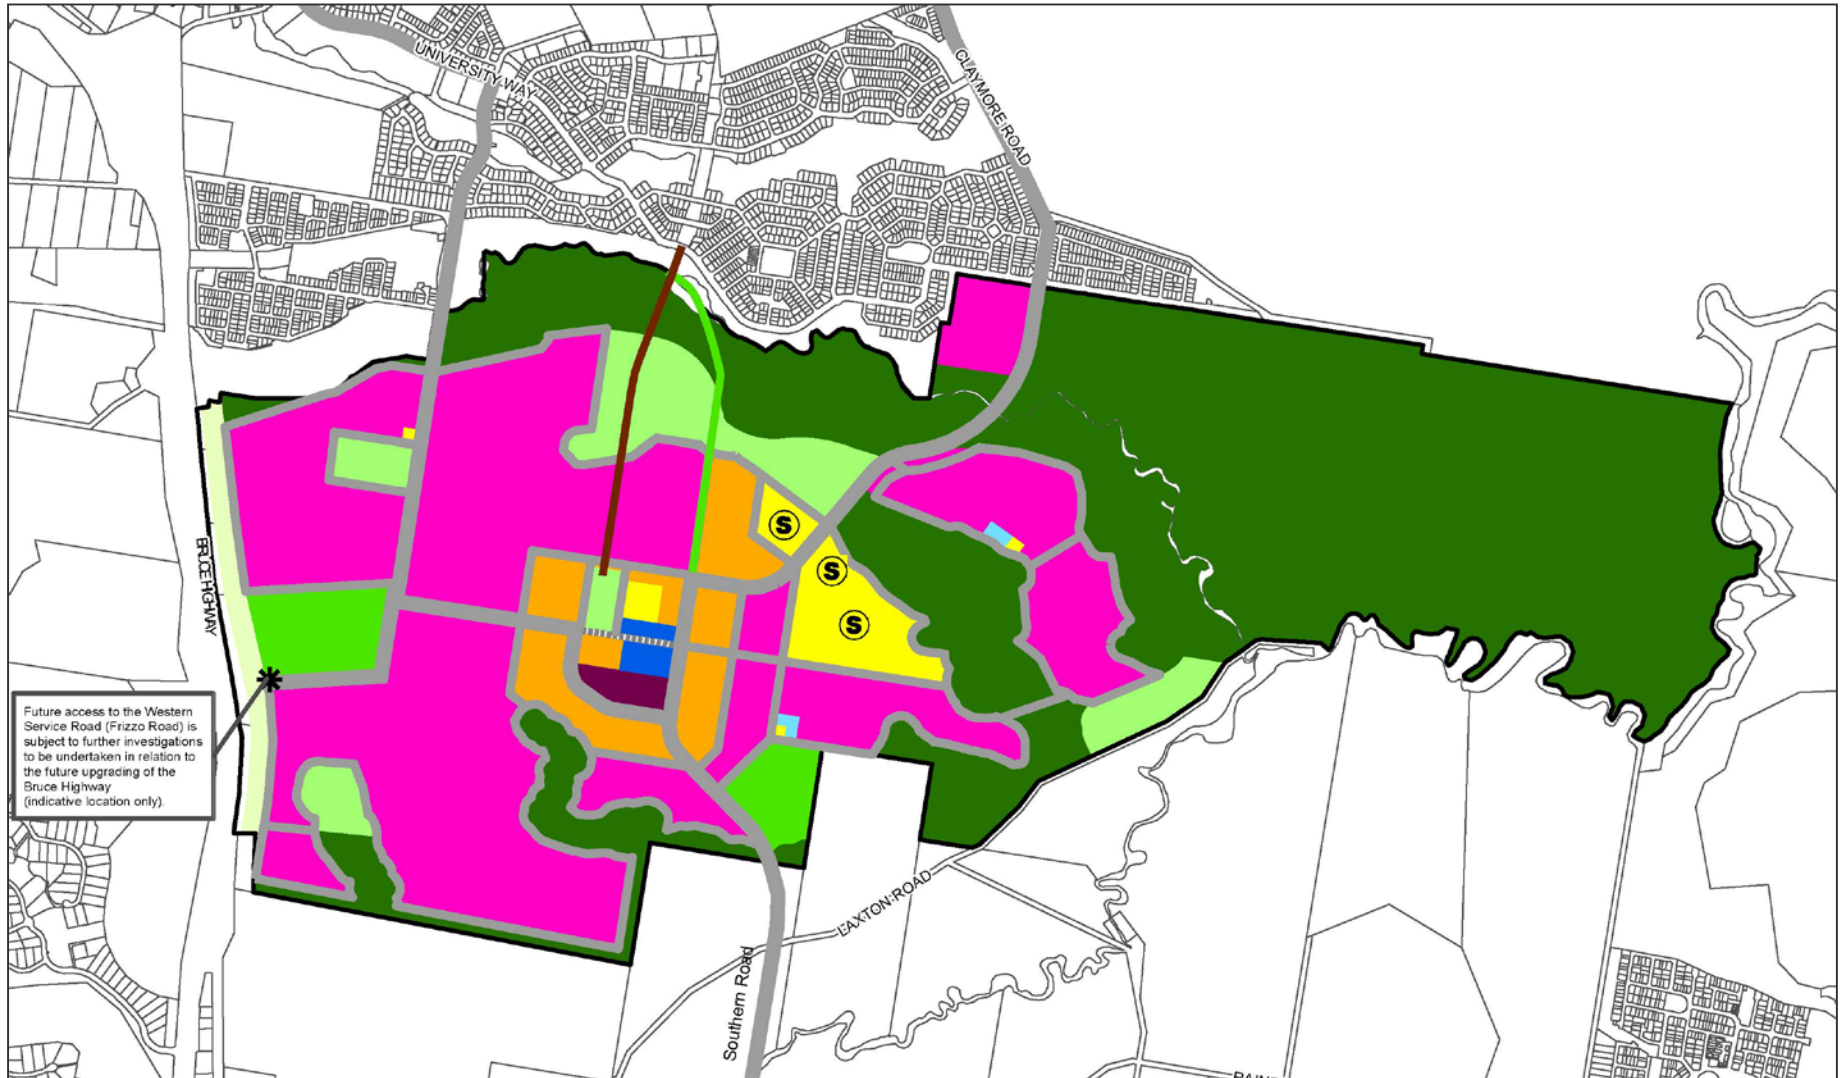 UNIVERSITY WAY
CLAYMORE ROAD
S
S
S
BRUCE HIGHWAY
Future access to the Western
Service Road (Frizzo Road) is
subject to further investigations
to be undertaken in relation to
the future upgrading of the
Bruce Highway
(indicative location only).
LAXTON ROAD
Southern Road